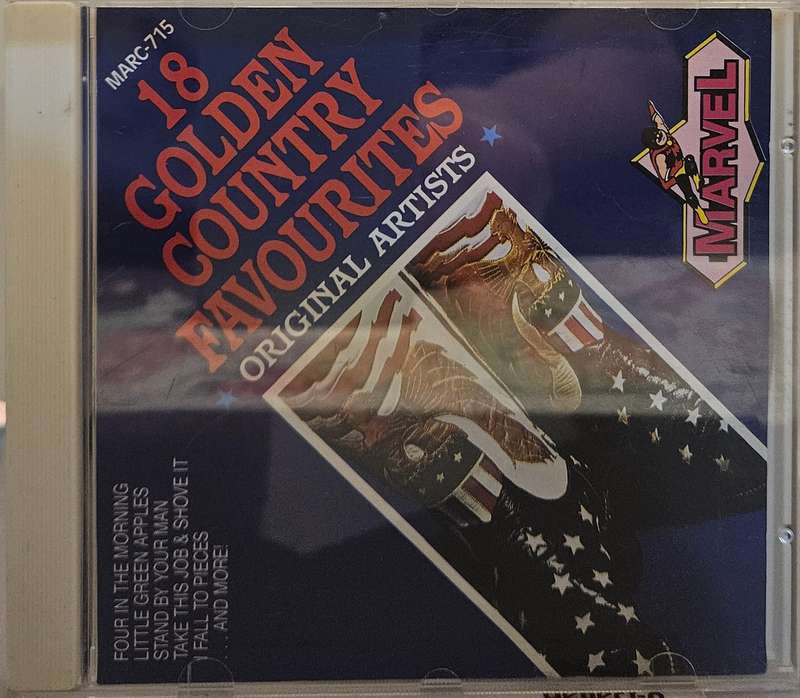 MARC-715
18
GOLDEN
COUNTRY
FAVOURITES
ORIGINAL ARTISTS
MARVEL
FOUR IN THE MORNING
LITTLE GREEN APPLES
STAND BY YOUR MAN
TAKE THIS JOB & SHOVE IT
I FALL TO PIECES
. . . AND MORE!